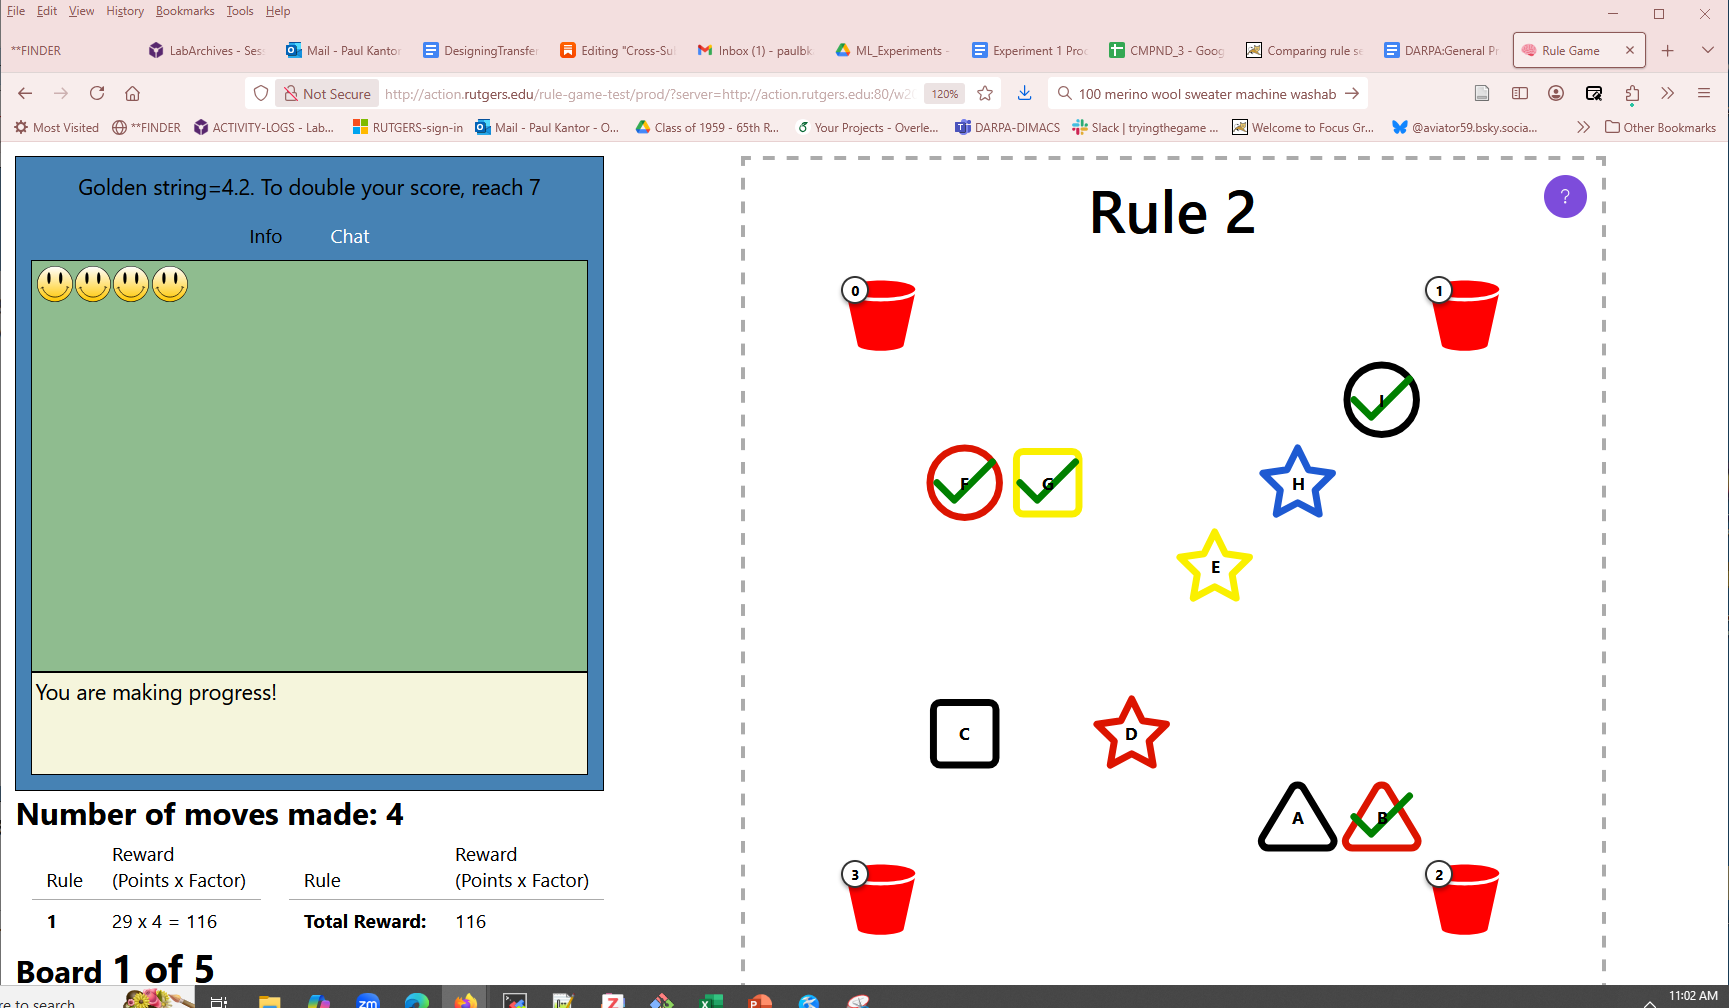 File Edit View History Bookmarks Tools Help
**FINDER LabArchives - Ses Mail - Paul Kantor DesigningTransfer Editing "Cross-Sul Inbox (1) - paulbk ML_Experiments - Experiment 1 Proc CMPND_3 - Goog Comparing rule se DARPA:General Pr Rule Game
Not Secure http://action.rutgers.edu/rule-game-test/prod/?server=http://action.rutgers.edu:80/w2 120% 100 merino wool sweater machine washab
Most Visited **FINDER ACTIVITY-LOGS - Lab... RUTGERS-sign-in Mail - Paul Kantor - O... Class of 1959 - 65th R... Your Projects - Overle... DARPA-DIMACS Slack | tryingthegame ... Welcome to Focus Gr... @aviator59.bsky.socia... Other Bookmarks
Golden string=4.2. To double your score, reach 7
Info Chat
You are making progress!
Number of moves made: 4
Rule Reward (Points x Factor) Rule Reward (Points x Factor)
1 29 x 4 = 116 Total Reward: 116
Board 1 of 5
Rule 2
?
0 1
I
F G H
E
C D
A B
3 2
re to search
zm
11:02 AM